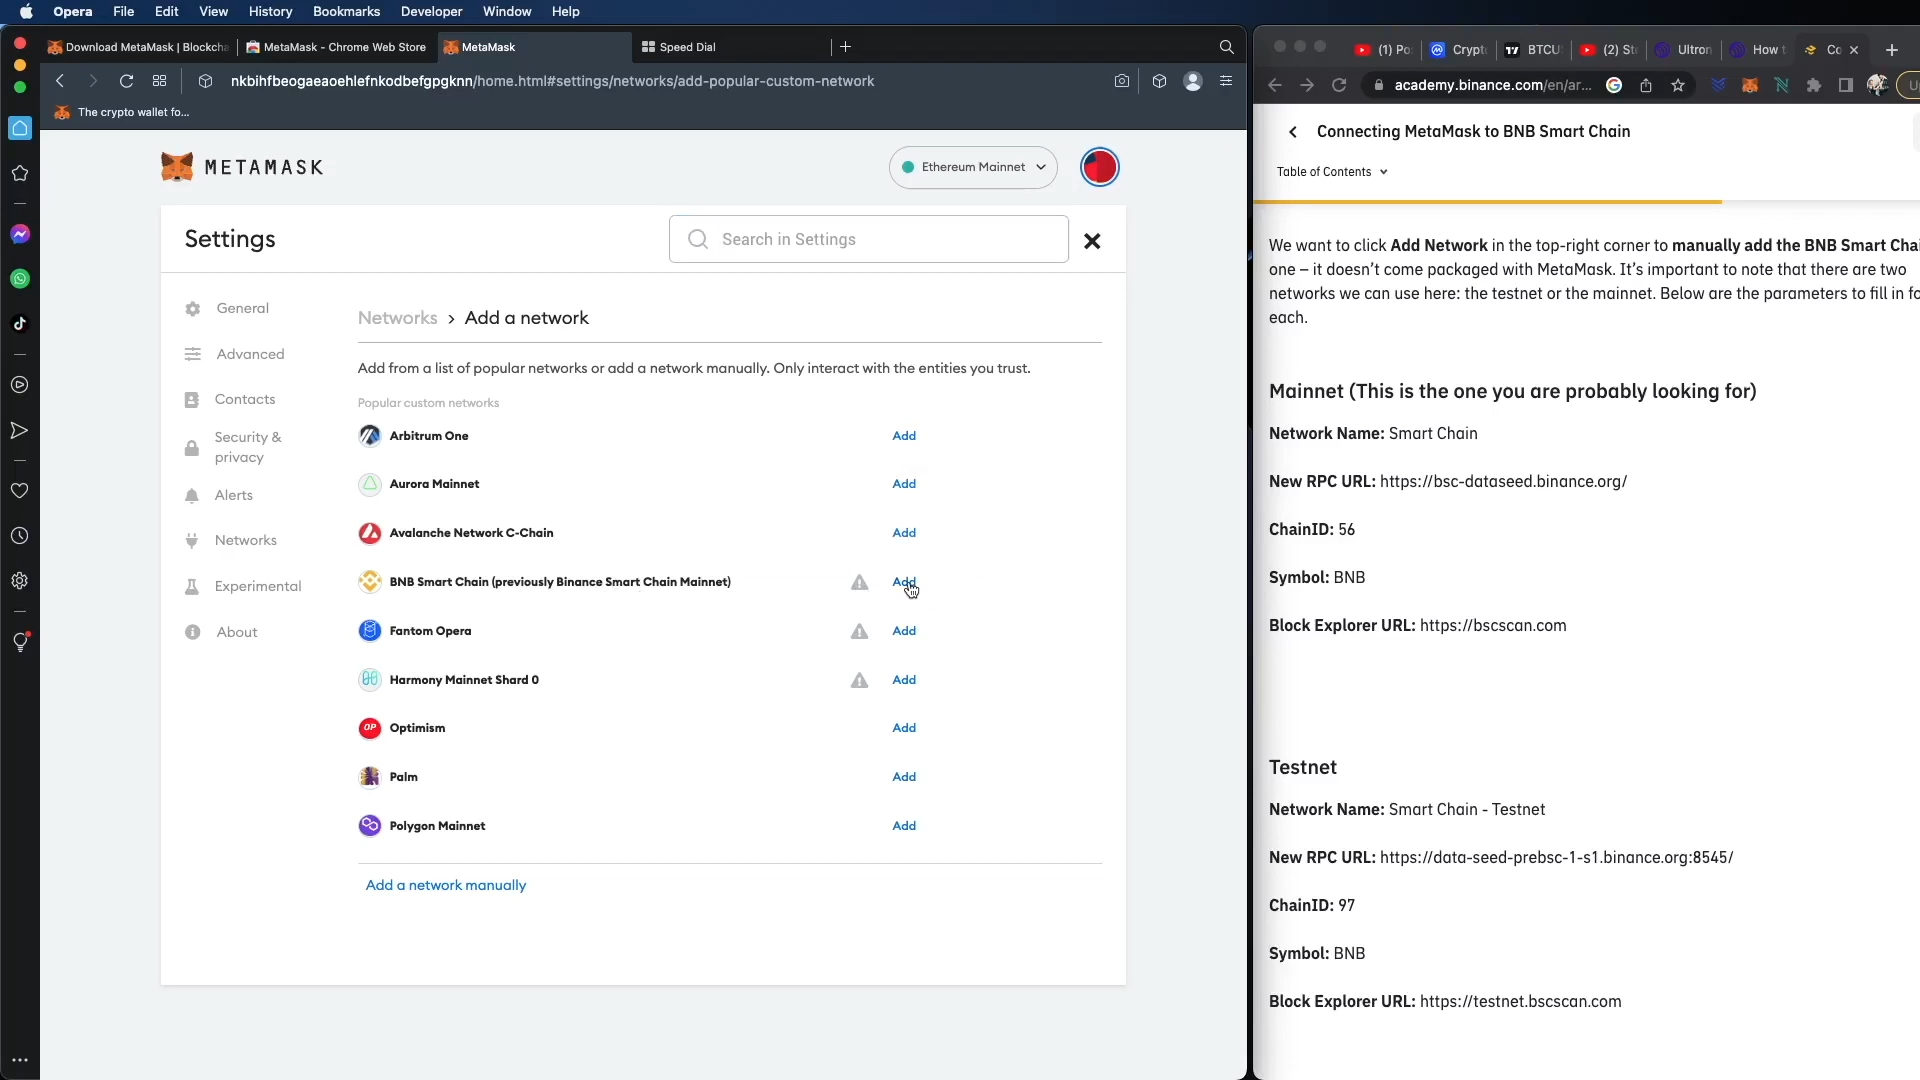 Opera File Edit View History Bookmarks Developer Window Help
Download MetaMask | Blockcha
MetaMask - Chrome Web Store
MetaMask
Speed Dial
nkbihfbeogaeaoehlefnkodbefgpgknn/home.html#settings/networks/add-popular-custom-network
The crypto wallet fo...
METAMASK
Ethereum Mainnet
Settings
Search in Settings
General
Advanced
Contacts
Security &
privacy
Alerts
Networks
Experimental
About
Networks > Add a network
Add from a list of popular networks or add a network manually. Only interact with the entities you trust.
Popular custom networks
Arbitrum One Add
Aurora Mainnet Add
Avalanche Network C-Chain Add
BNB Smart Chain (previously Binance Smart Chain Mainnet) Add
Fantom Opera Add
Harmony Mainnet Shard 0 Add
OP Optimism Add
Palm Add
Polygon Mainnet Add
Add a network manually
(1) Po
Crypt
BTCU
(2) St
Ultron
How t
Co
academy.binance.com/en/ar...
Connecting MetaMask to BNB Smart Chain
Table of Contents
We want to click Add Network in the top-right corner to manually add the BNB Smart Chai
one – it doesn't come packaged with MetaMask. It's important to note that there are two
networks we can use here: the testnet or the mainnet. Below are the parameters to fill in fo
each.
Mainnet (This is the one you are probably looking for)
Network Name: Smart Chain
New RPC URL: https://bsc-dataseed.binance.org/
ChainID: 56
Symbol: BNB
Block Explorer URL: https://bscscan.com
Testnet
Network Name: Smart Chain - Testnet
New RPC URL: https://data-seed-prebsc-1-s1.binance.org:8545/
ChainID: 97
Symbol: BNB
Block Explorer URL: https://testnet.bscscan.com